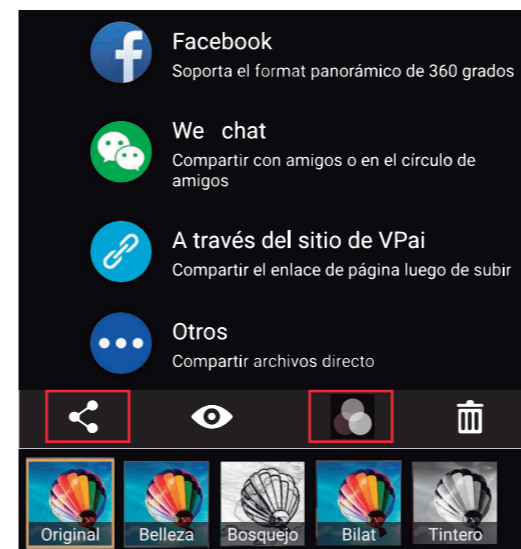 Facebook
Soporta el format panorámico de 360 grados
We chat
Compartir con amigos o en el círculo de
amigos
A través del sitio de VPai
Compartir el enlace de página luego de subir
Otros
Compartir archivos directo
Original Belleza Bosquejo Bilat Tintero